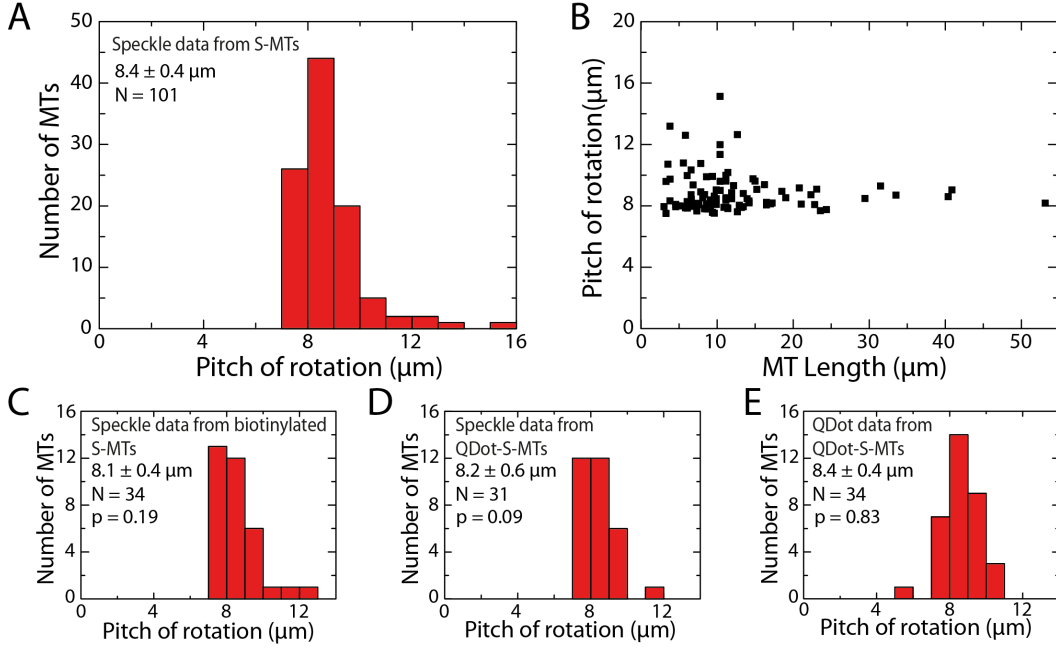 A
50
40
30
20
10
0
Number of MTs
Speckle data from S-MTs
8.4 ± 0.4 μm
N = 101
0 4 8 12 16
Pitch of rotation (μm)
B
20
16
12
8
4
0
Pitch of rotation(μm)
0 10 20 30 40 50
MT Length (μm)
C
16
12
8
4
0
Number of MTs
Speckle data from biotinylated
S-MTs
8.1 ± 0.4 μm
N = 34
p = 0.19
0 4 8 12
Pitch of rotation (μm)
D
16
12
8
4
0
Number of MTs
Speckle data from
QDot-S-MTs
8.2 ± 0.6 μm
N = 31
p = 0.09
0 4 8 12
Pitch of rotation (μm)
E
16
12
8
4
0
Number of MTs
QDot data from
QDot-S-MTs
8.4 ± 0.4 μm
N = 34
p = 0.83
0 4 8 12
Pitch of rotation (μm)